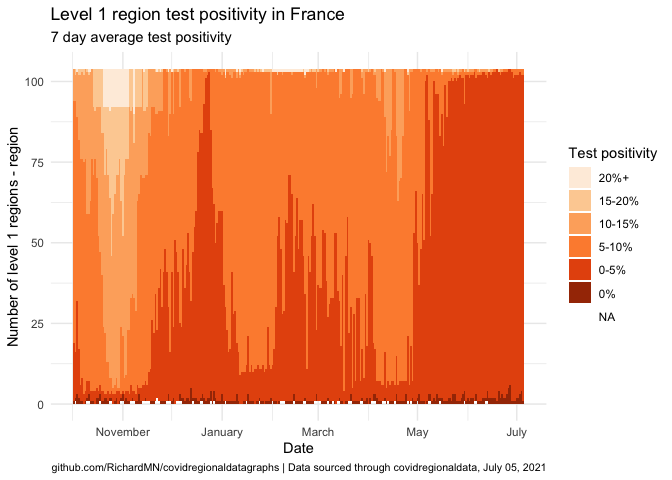 Level 1 region test positivity in France
7 day average test positivity
Number of level 1 regions - region
100
75
50
25
0
November
January
March
May
July
Date
Test positivity
20%+
15-20%
10-15%
5-10%
0-5%
0%
NA
github.com/RichardMN/covidregionaldatagraphs | Data sourced through covidregionaldata, July 05, 2021